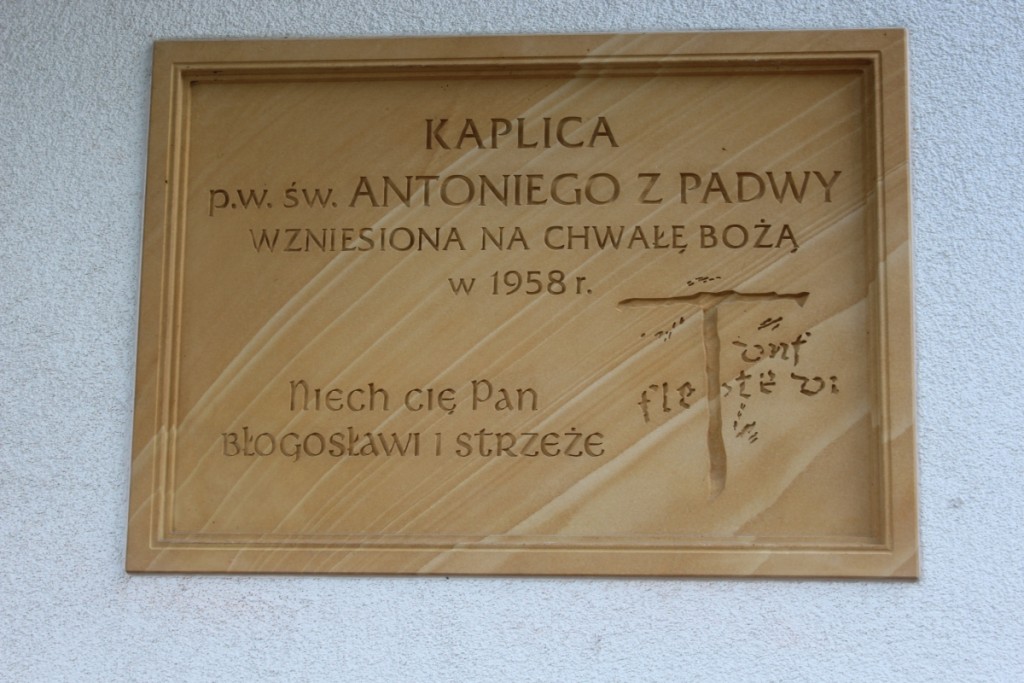 KAPLICA
p.w. św. ANTONIEGO Z PADWY
WZNIESIONA NA CHWAŁĘ BOŻĄ
w 1958 r.
Niech cię Pan
błogosławi i strzeże